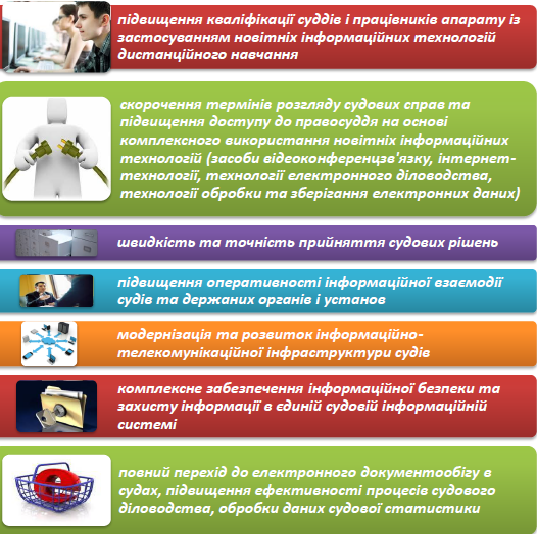 підвищення кваліфікації суддів і працівників апарату із
застосуванням новітніх інформаційних технологій
дистанційного навчання
скорочення термінів розгляду судових справ та
підвищення доступу до правосуддя на основі
комплексного використання новітніх інформаційних
технологій (засоби відеоконференцзв'язку, інтернет-
технології, технології електронного діловодства,
технології обробки та зберігання електронних даних)
швидкість та точність прийняття судових рішень
підвищення оперативності інформаційної взаємодії
судів та держаних органів і установ
модернізація та розвиток інформаційно-
телекомунікаційної інфраструктури судів
комплексне забезпечення інформаційної безпеки та
захисту інформації в єдиній судовій інформаційній
системі
повний перехід до електронного документообігу в
судах, підвищення ефективності процесів судового
діловодства, обробки даних судової статистики